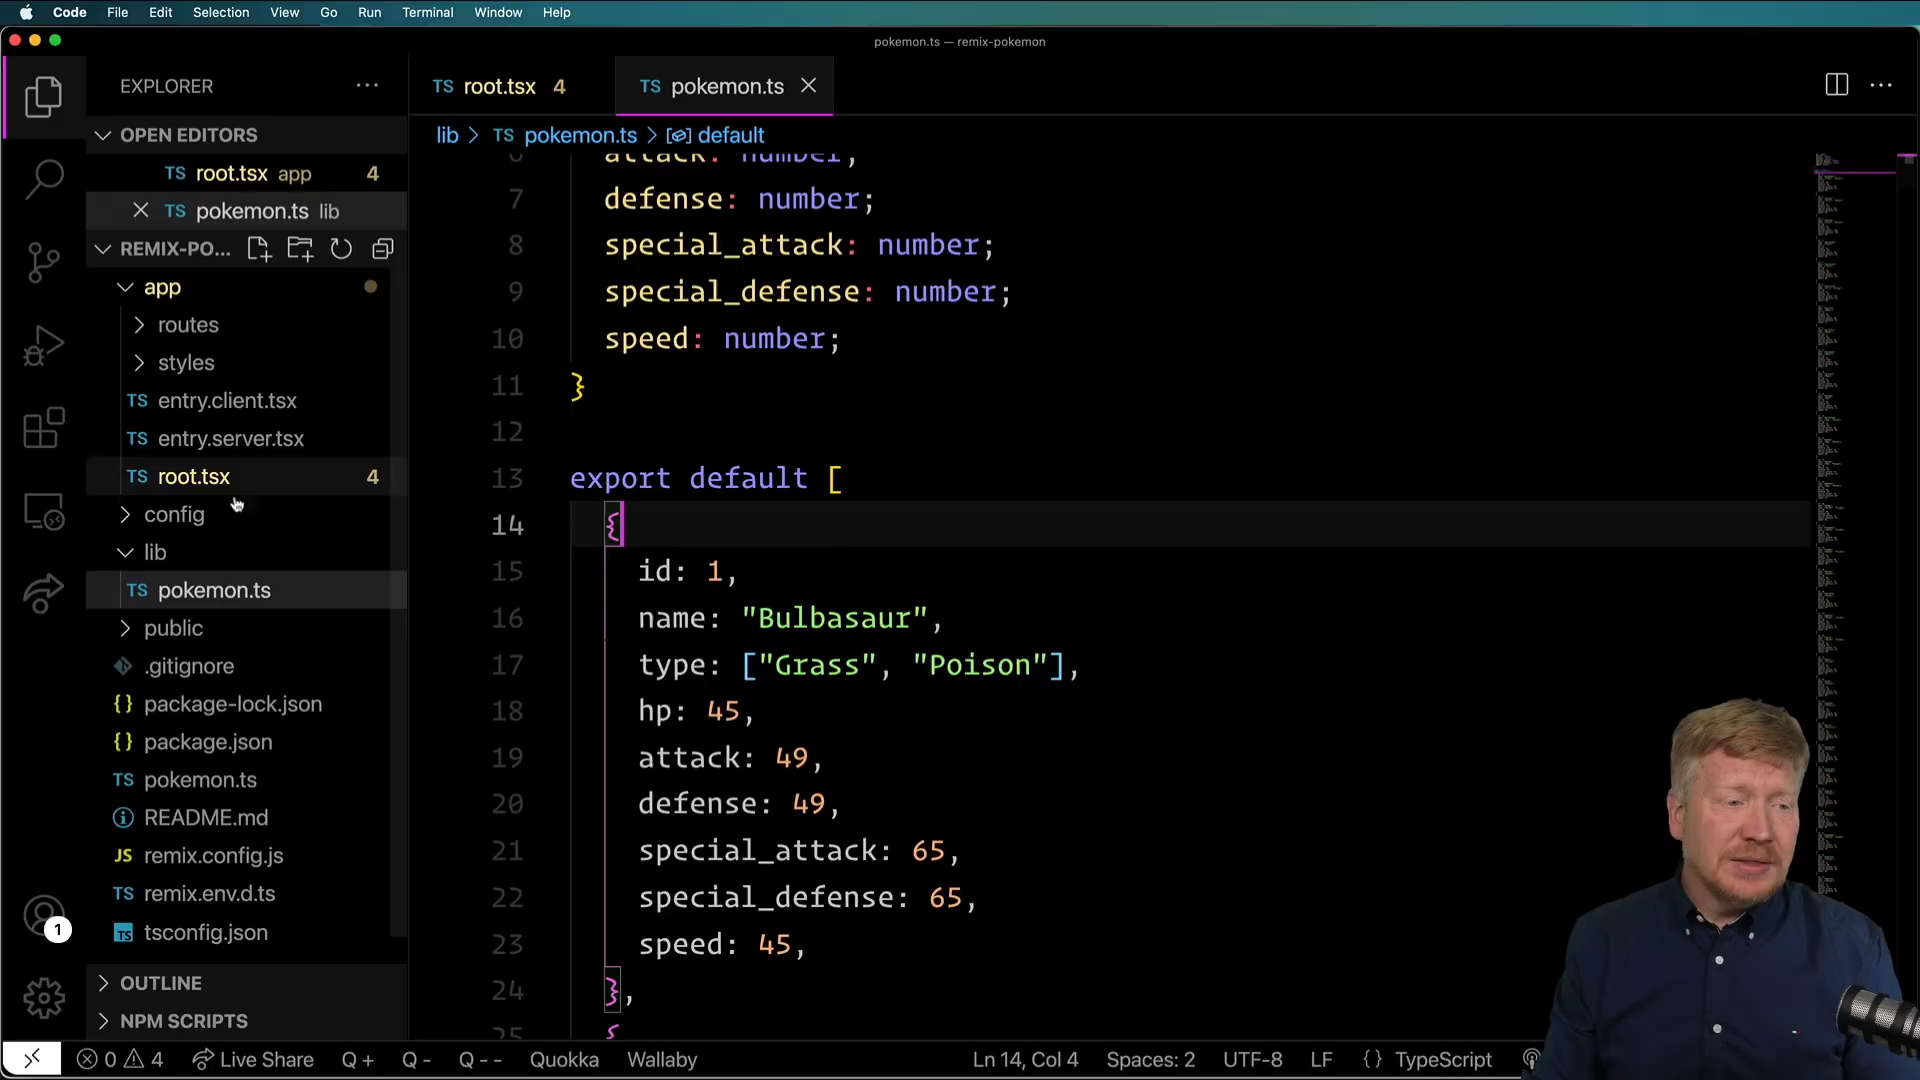 Code File Edit Selection View Go Run Terminal Window Help
pokemon.ts — remix-pokemon
EXPLORER
TS root.tsx 4
TS pokemon.ts
OPEN EDITORS
lib > TS pokemon.ts > default
TS root.tsx app 4
TS pokemon.ts lib
REMIX-PO...
app
routes
styles
TS entry.client.tsx
TS entry.server.tsx
TS root.tsx 4
config
lib
TS pokemon.ts
public
.gitignore
{} package-lock.json
{} package.json
TS pokemon.ts
README.md
JS remix.config.js
TS remix.env.d.ts
TS tsconfig.json
OUTLINE
NPM SCRIPTS
1
6 attack: number;
7 defense: number;
8 special_attack: number;
9 special_defense: number;
10 speed: number;
11 }
12
13 export default [
14 {
15 id: 1,
16 name: "Bulbasaur",
17 type: ["Grass", "Poison"],
18 hp: 45,
19 attack: 49,
20 defense: 49,
21 special_attack: 65,
22 special_defense: 65,
23 speed: 45,
24 },
25 {
0 4 Live Share Q + Q - Q - - Quokka Wallaby Ln 14, Col 4 Spaces: 2 UTF-8 LF {} TypeScript